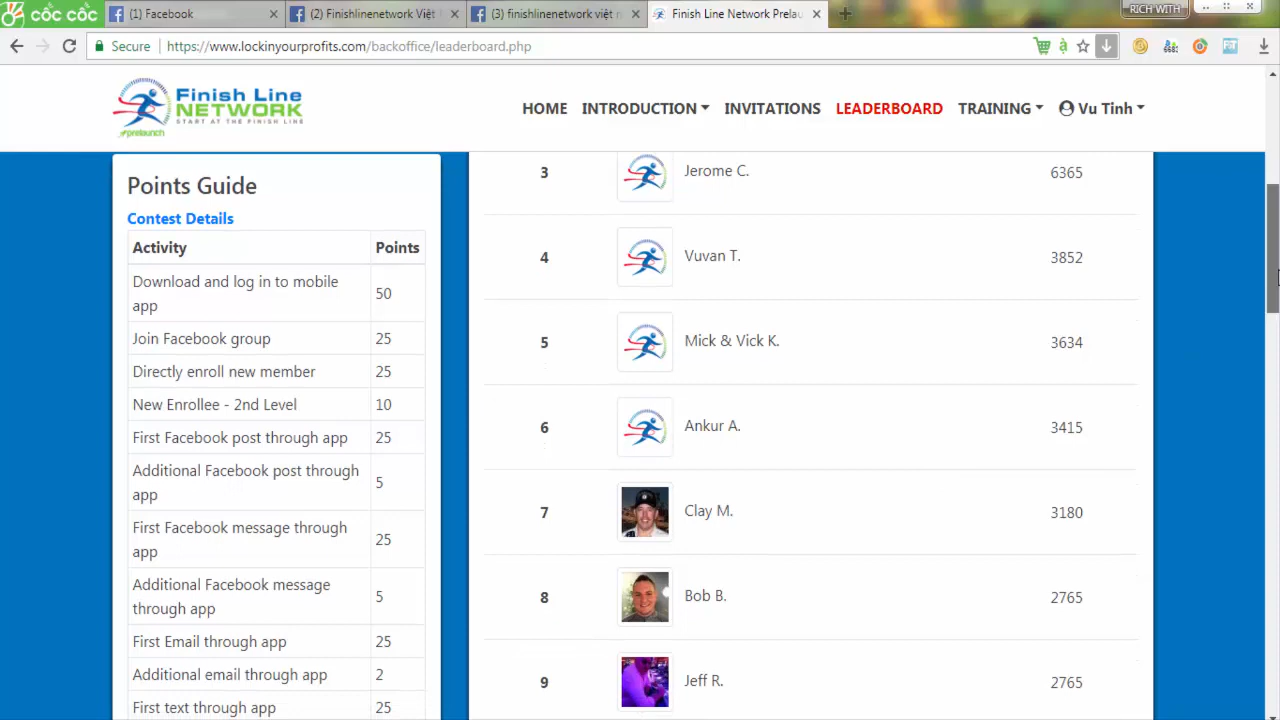 cốc cốc
(1) Facebook
(2) Finishlinenetwork Việt
(3) finishlinenetwork việt n
Finish Line Network Prelau
RICH WITH
Secure
https://www.lockinyourprofits.com/backoffice/leaderboard.php
Finish Line
NETWORK
START AT THE FINISH LINE
#prelaunch
HOME
INTRODUCTION
INVITATIONS
LEADERBOARD
TRAINING
Vu Tinh
Points Guide
Contest Details
Activity Points
Download and log in to mobile
app
50
Join Facebook group 25
Directly enroll new member 25
New Enrollee - 2nd Level 10
First Facebook post through app 25
Additional Facebook post through
app
5
First Facebook message through
app
25
Additional Facebook message
through app
5
First Email through app 25
Additional email through app 2
First text through app 25
3 Jerome C. 6365
4 Vuvan T. 3852
5 Mick & Vick K. 3634
6 Ankur A. 3415
7 Clay M. 3180
8 Bob B. 2765
9 Jeff R. 2765